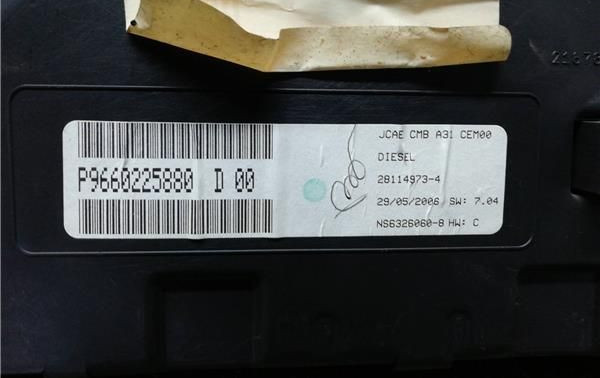 P9660225880 D 00
JCAE CMB A31 CEM00
DIESEL
28114973-4
29/05/2006 SW: 7.04
NS6326060-8 HW: C